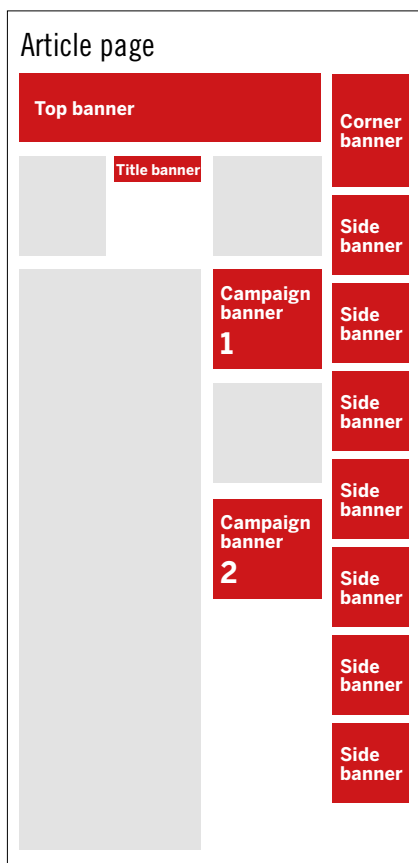 Article page
Top banner
Corner
banner
Title banner
Side
banner
Campaign
banner
1
Side
banner
Side
banner
Side
banner
Campaign
banner
2
Side
banner
Side
banner
Side
banner